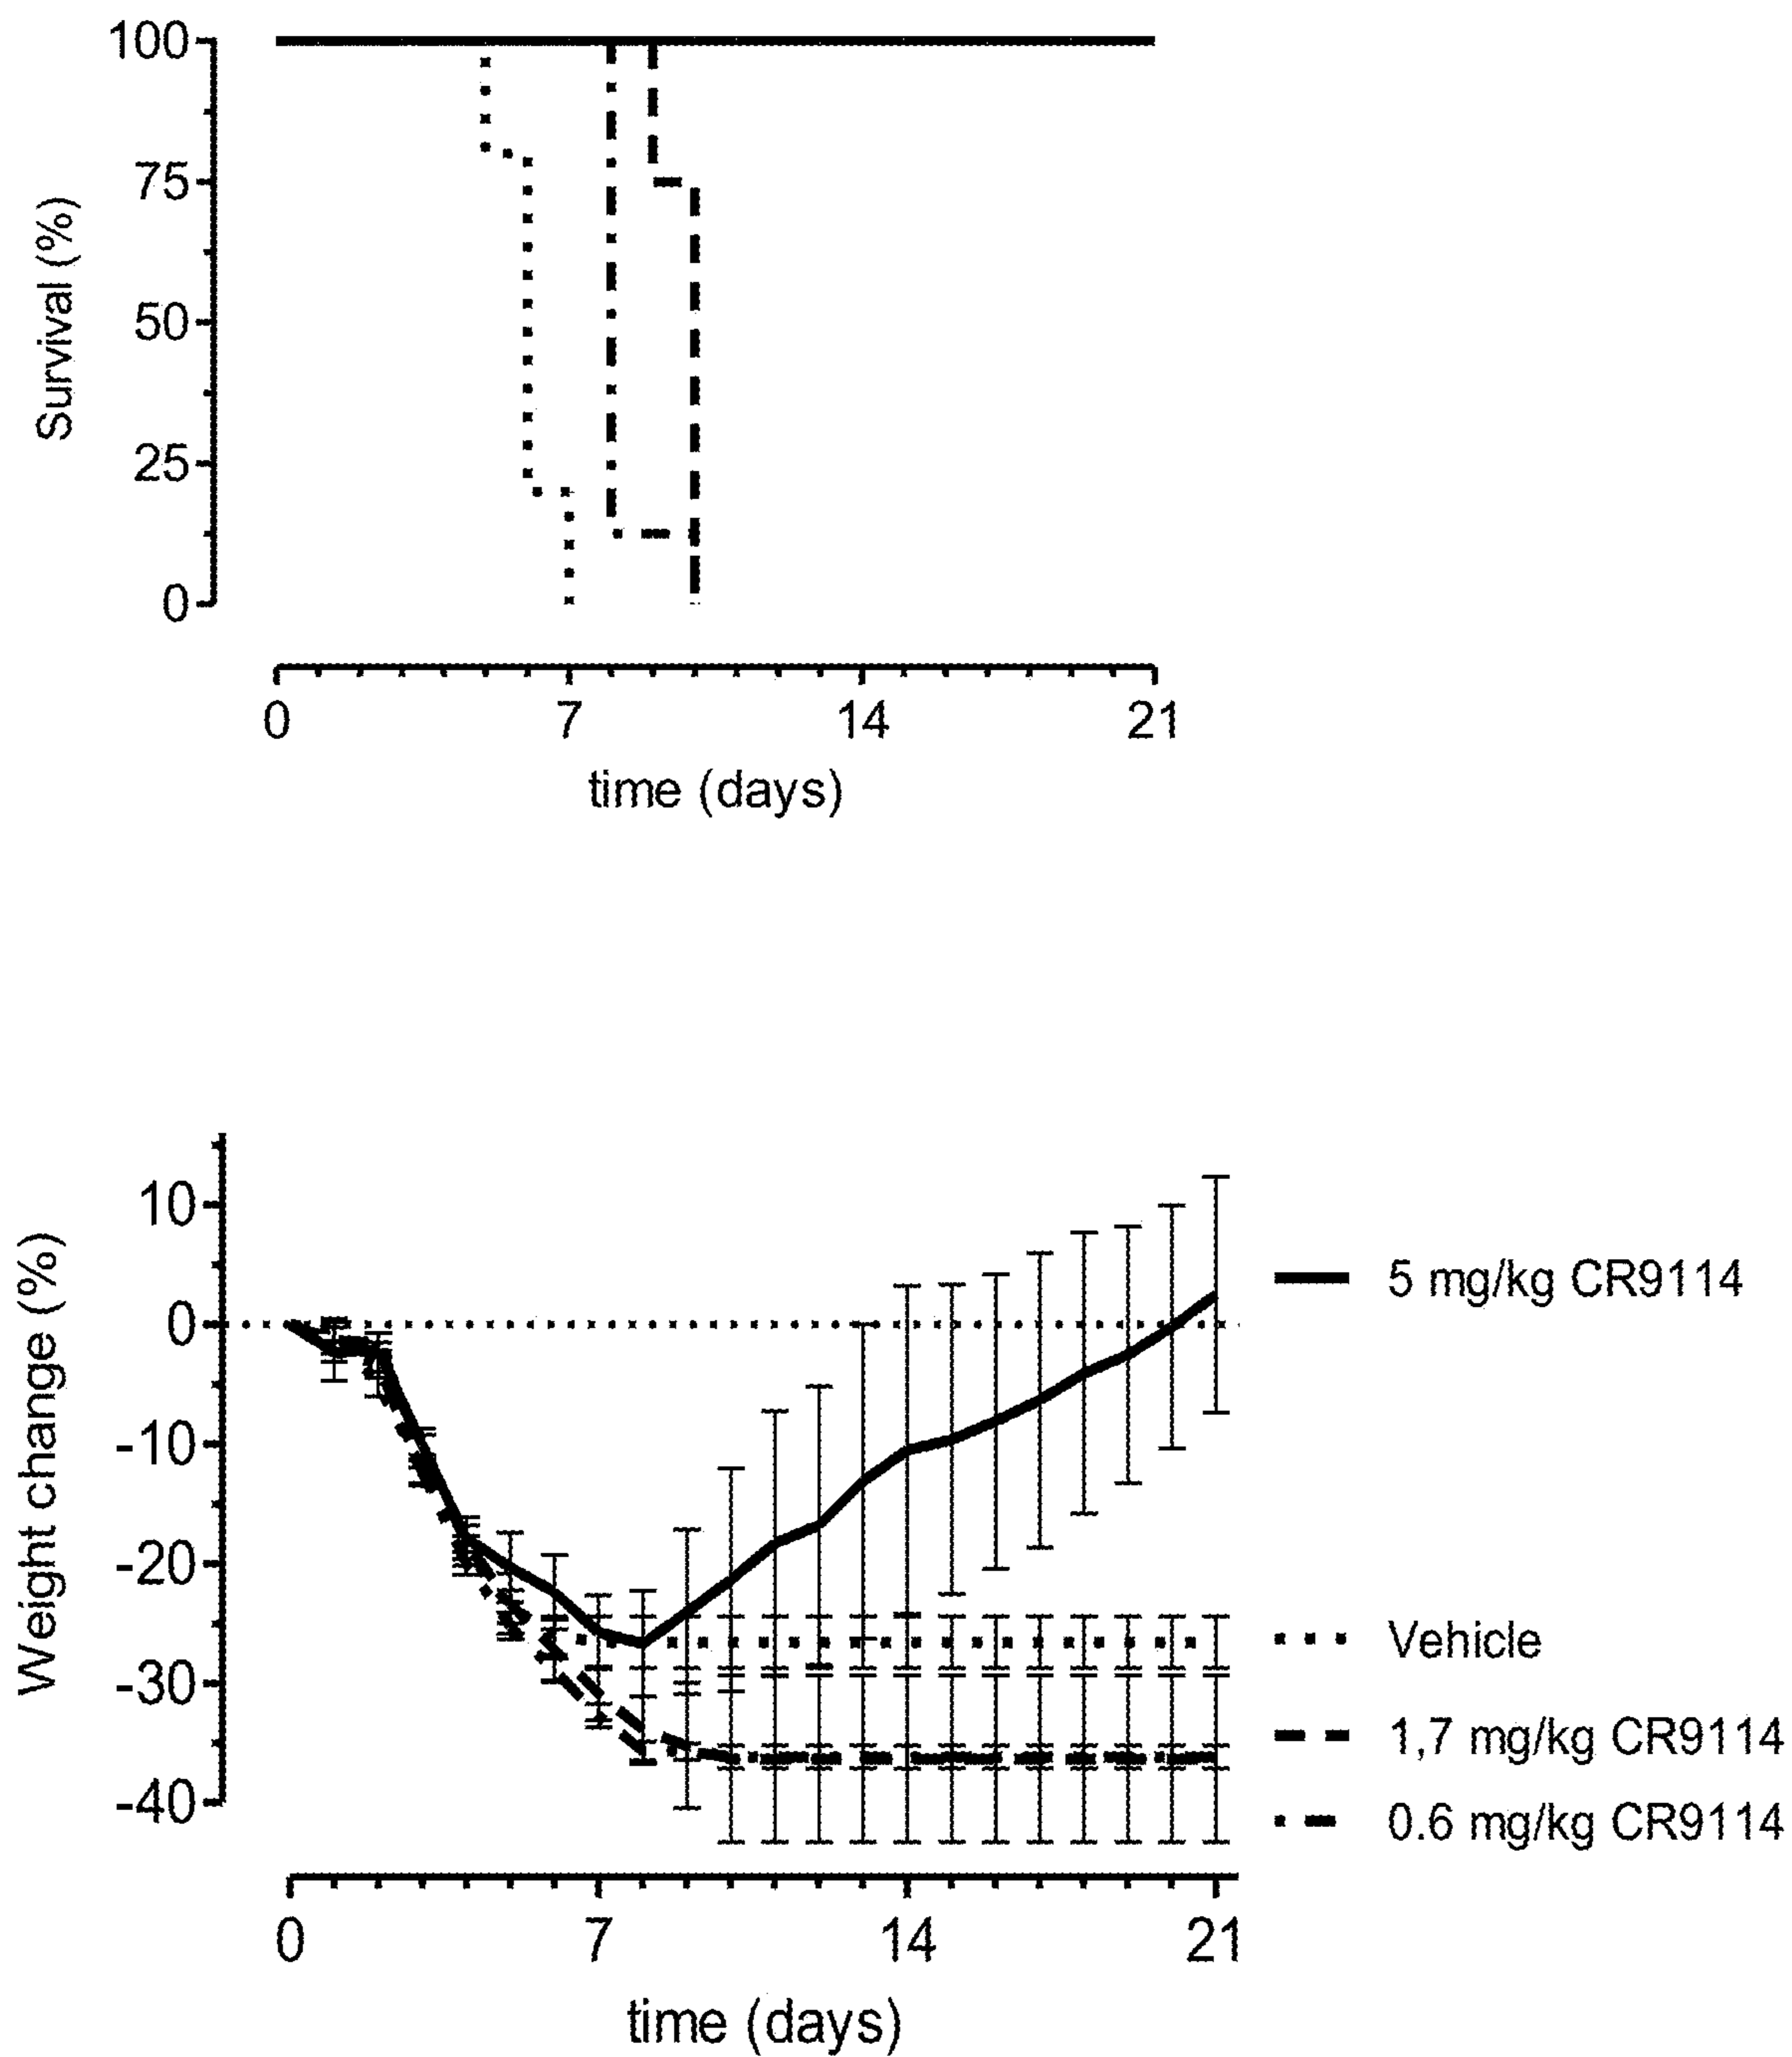 100
75
50
25
0
Survival (%)
0 7 14 21
time (days)
10
0
-10
-20
-30
-40
Weight change (%)
0 7 14 21
time (days)
5 mg/kg CR9114
Vehicle
1,7 mg/kg CR9114
0.6 mg/kg CR9114